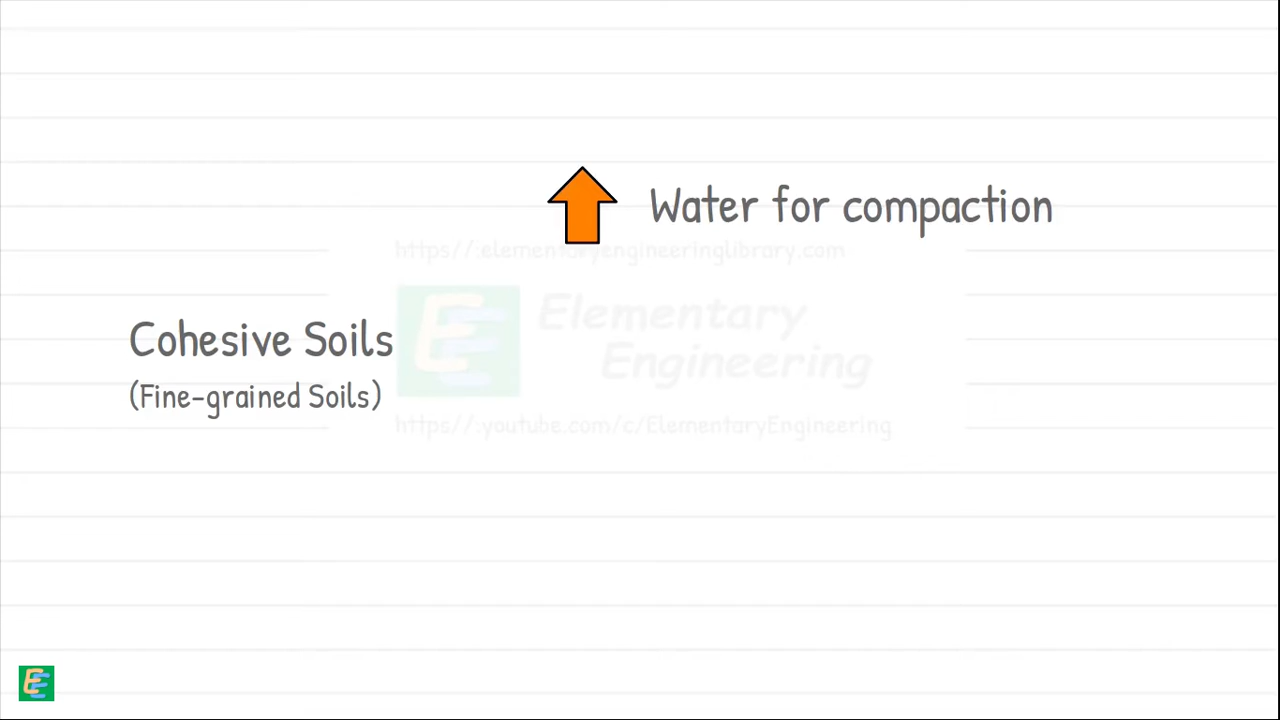 Water for compaction
https//:elementaryengineeringlibrary.com
Elementary
Engineering
Cohesive Soils
(Fine-grained Soils)
https//:youtube.com/c/ElementaryEngineering